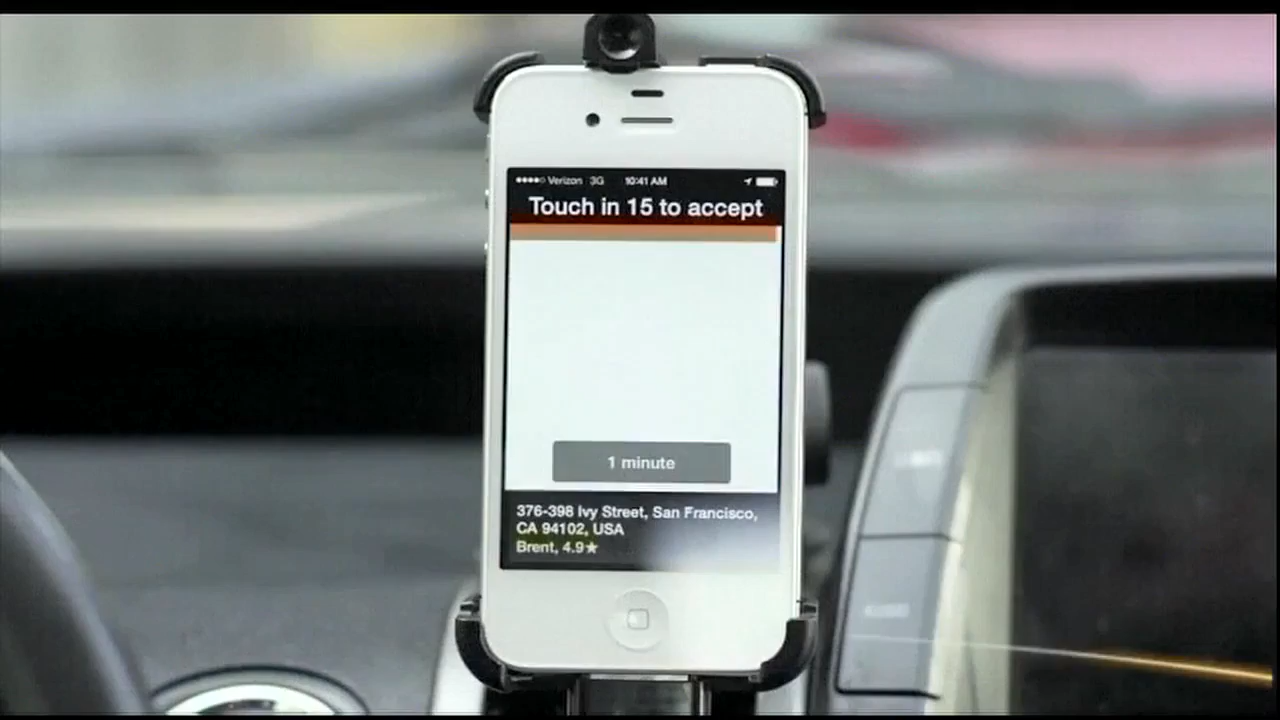 Verizon 3G 10:41 AM
Touch in 15 to accept
1 minute
376-398 Ivy Street, San Francisco,
CA 94102, USA
Brent, 4.9★